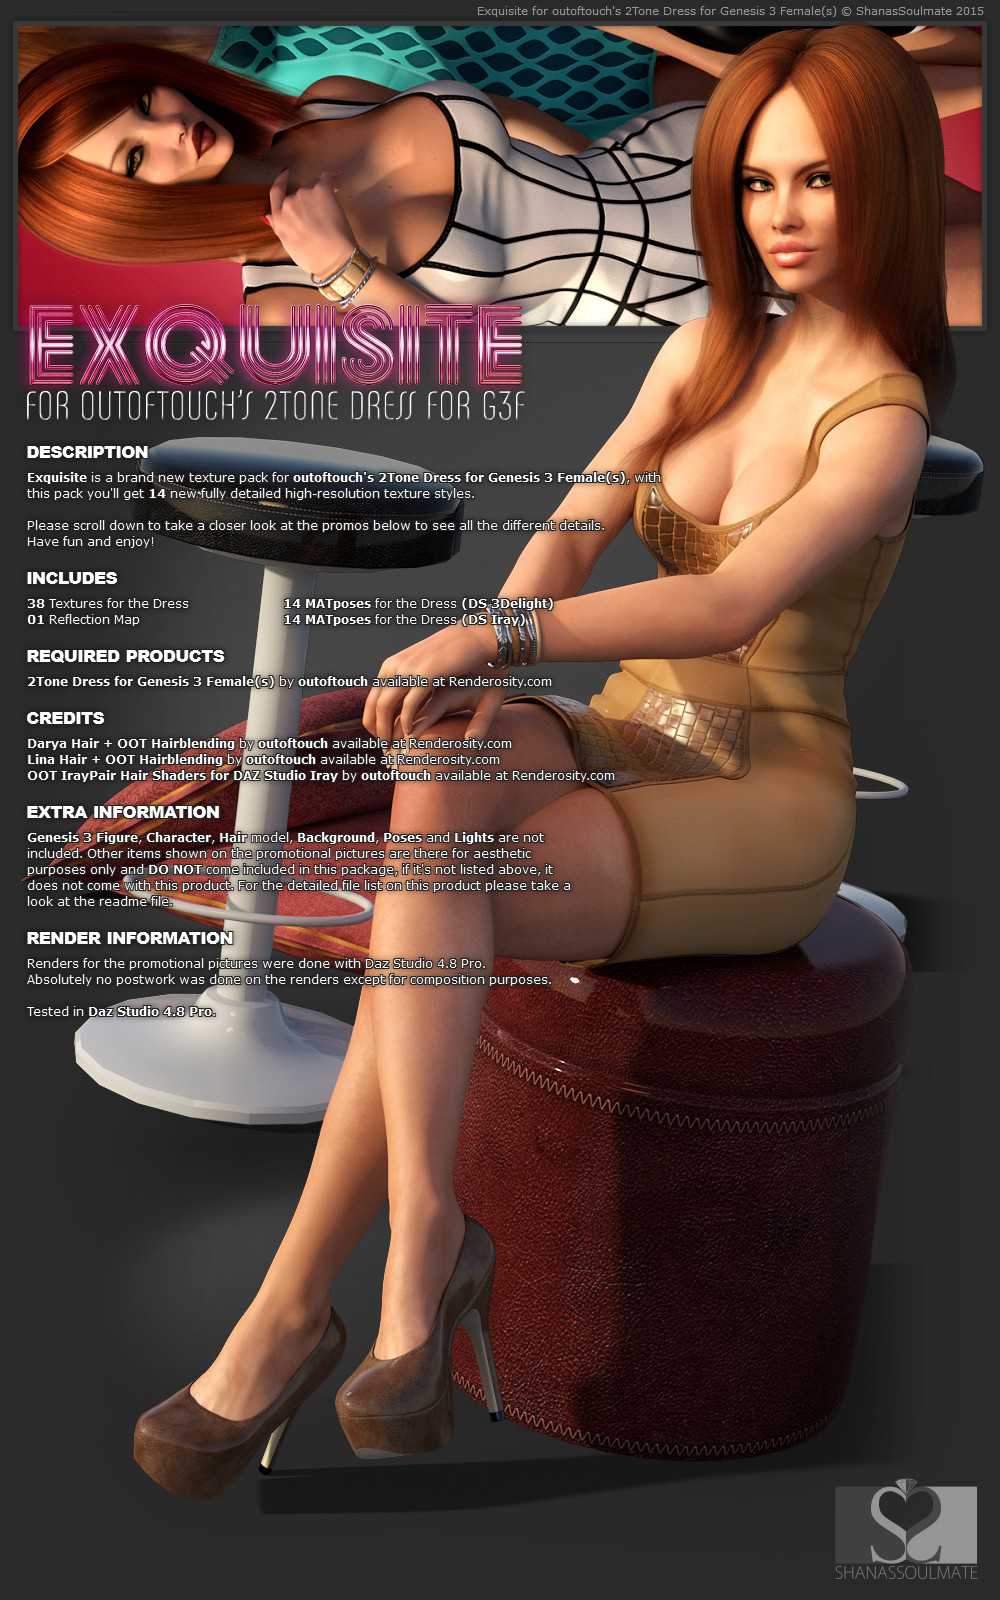 Exquisite for outoftouch's 2Tone Dress for Genesis 3 Female(s) © ShanasSoulmate 2015
EXQUISITE
FOR OUTOFTOUCH'S 2TONE DRESS FOR G3F
DESCRIPTION
Exquisite is a brand new texture pack for outoftouch's 2Tone Dress for Genesis 3 Female(s), with
this pack you'll get 14 new fully detailed high-resolution texture styles.
Please scroll down to take a closer look at the promos below to see all the different details.
Have fun and enjoy!
INCLUDES
38 Textures for the Dress 14 MATposes for the Dress (DS 3Delight)
01 Reflection Map 14 MATposes for the Dress (DS Iray)
REQUIRED PRODUCTS
2Tone Dress for Genesis 3 Female(s) by outoftouch available at Renderosity.com
CREDITS
Darya Hair + OOT Hairblending by outoftouch available at Renderosity.com
Lina Hair + OOT Hairblending by outoftouch available at Renderosity.com
OOT IrayPair Hair Shaders for DAZ Studio Iray by outoftouch available at Renderosity.com
EXTRA INFORMATION
Genesis 3 Figure, Character, Hair model, Background, Poses and Lights are not
included. Other items shown on the promotional pictures are there for aesthetic
purposes only and DO NOT come included in this package, if it's not listed above, it
does not come with this product. For the detailed file list on this product please take a
look at the readme file.
RENDER INFORMATION
Renders for the promotional pictures were done with Daz Studio 4.8 Pro.
Absolutely no postwork was done on the renders except for composition purposes.
Tested in Daz Studio 4.8 Pro.
SHANASSOULMATE